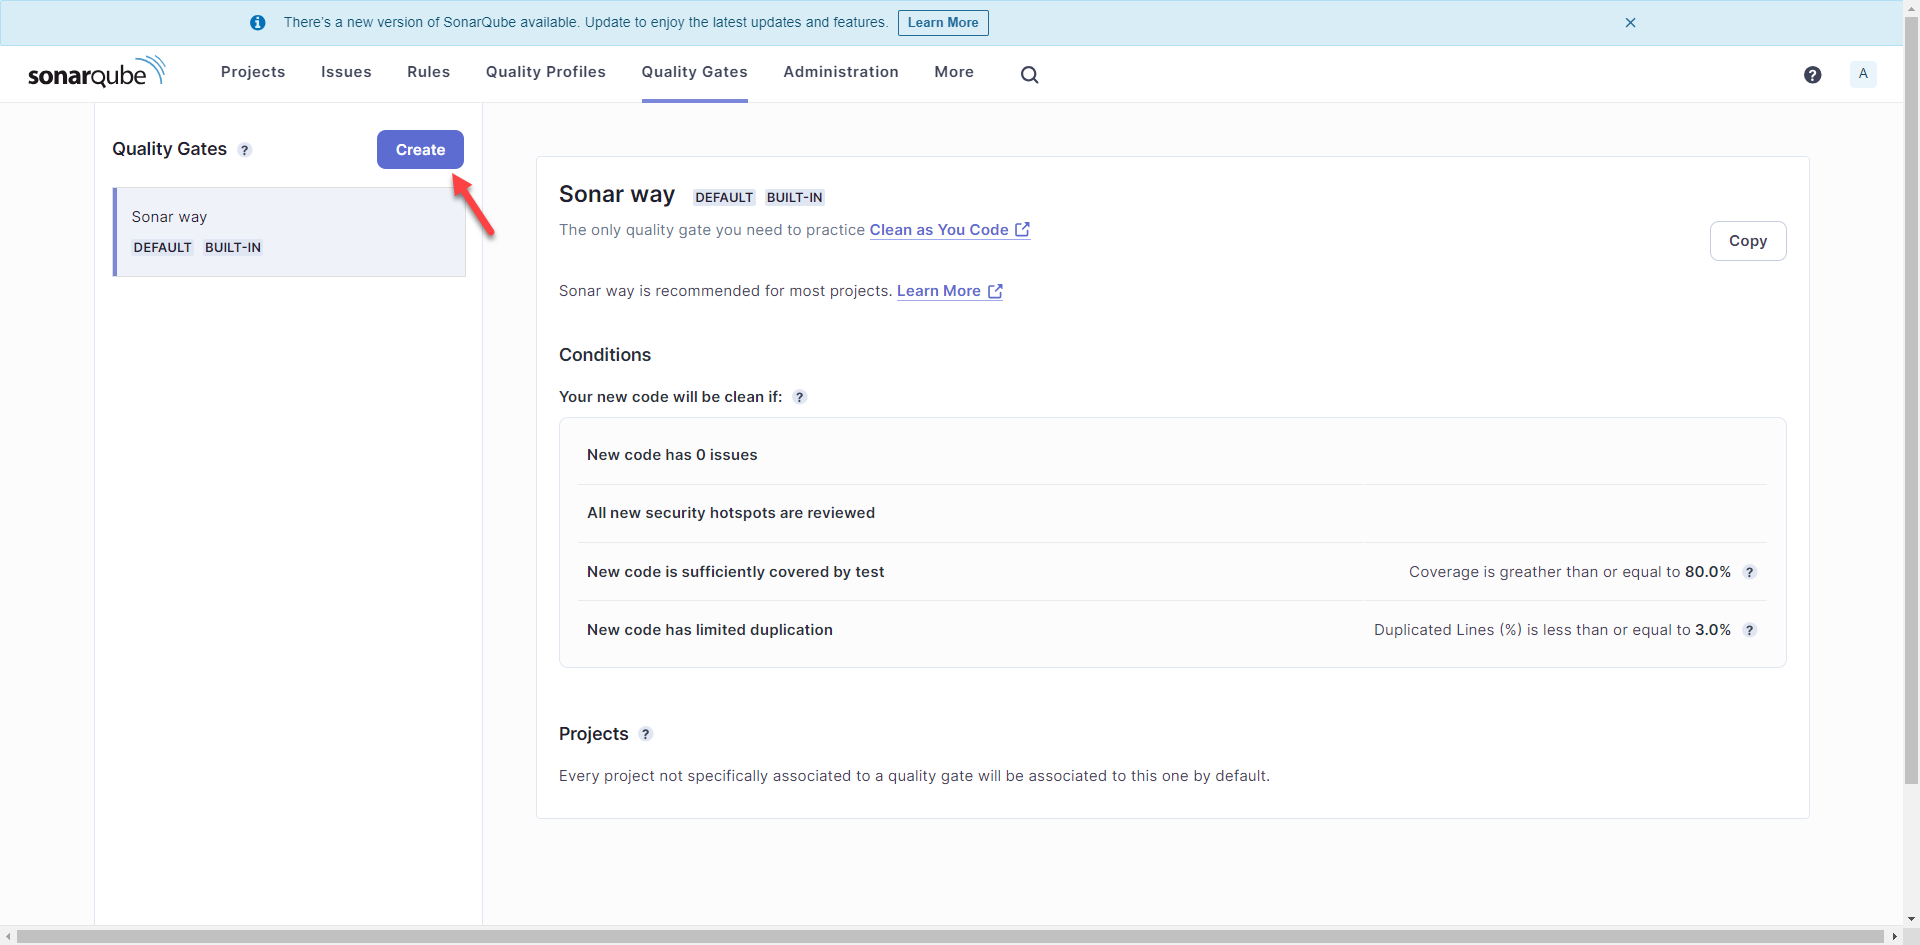 There's a new version of SonarQube available. Update to enjoy the latest updates and features. Learn More
sonarqube Projects Issues Rules Quality Profiles Quality Gates Administration More ? A
Quality Gates ? Create
Sonar way
DEFAULT BUILT-IN
Sonar way DEFAULT BUILT-IN
The only quality gate you need to practice Clean as You Code
Copy
Sonar way is recommended for most projects. Learn More
Conditions
Your new code will be clean if: ?
New code has 0 issues
All new security hotspots are reviewed
New code is sufficiently covered by test Coverage is greather than or equal to 80.0% ?
New code has limited duplication Duplicated Lines (%) is less than or equal to 3.0% ?
Projects ?
Every project not specifically associated to a quality gate will be associated to this one by default.